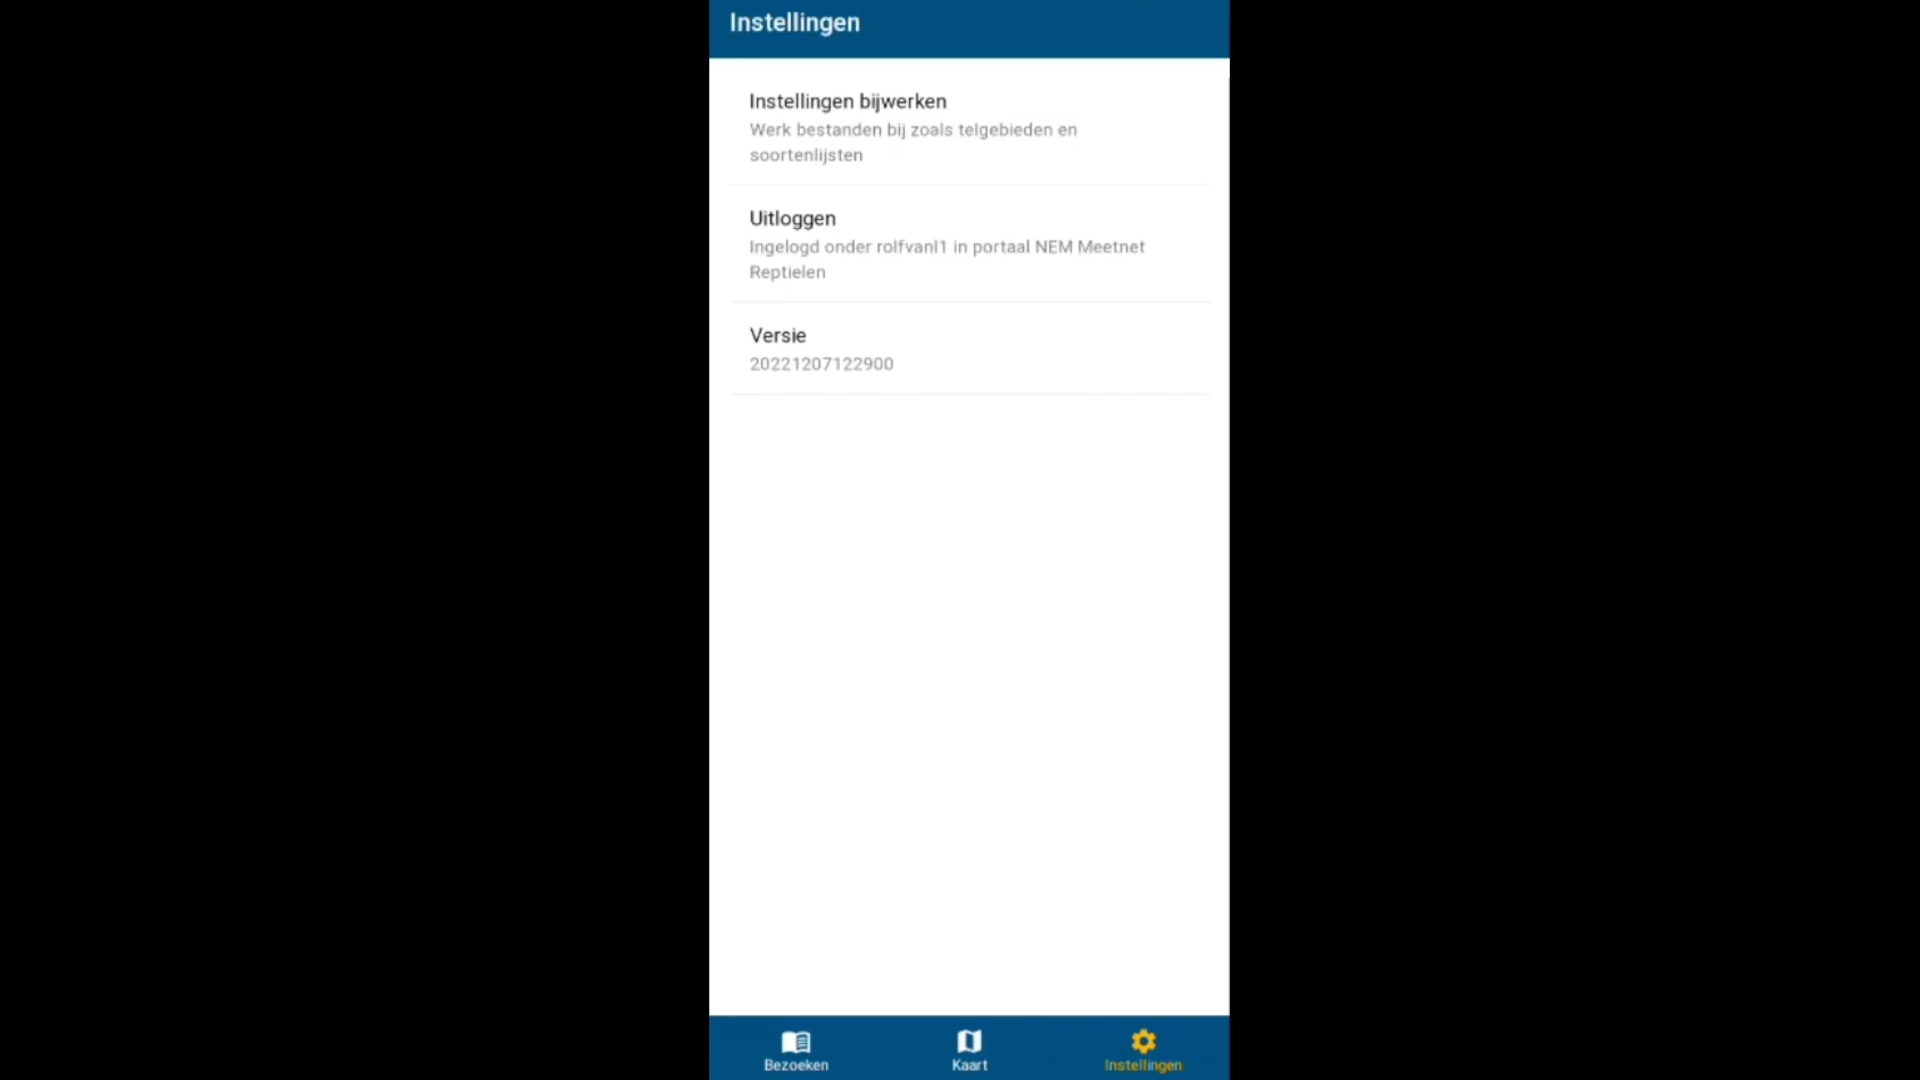 Instellingen
Instellingen bijwerken
Werk bestanden bij zoals telgebieden en
soortenlijsten
Uitloggen
Ingelogd onder rolfvanl1 in portaal NEM Meetnet
Reptielen
Versie
20221207122900
Bezoeken
Kaart
Instellingen